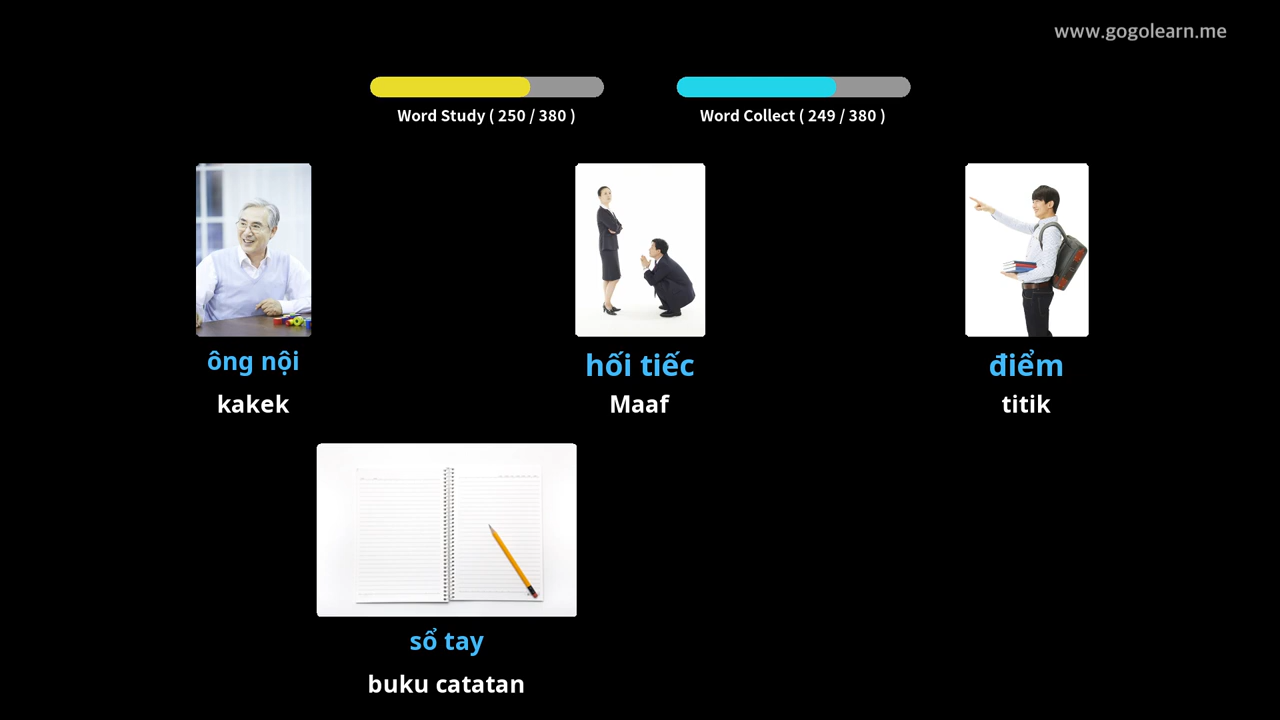 www.gogolearn.me
Word Study ( 250 / 380 )
Word Collect ( 249 / 380 )
ông nội
kakek
hối tiếc
Maaf
điểm
titik
sổ tay
buku catatan